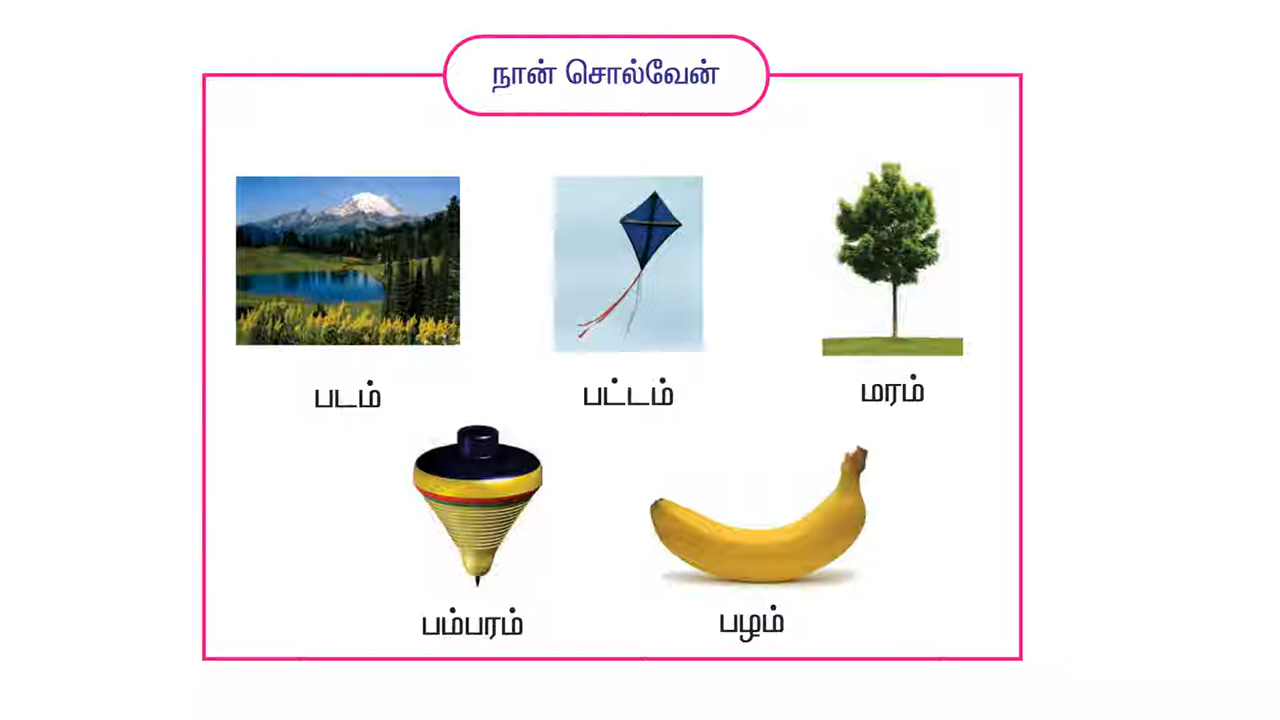 நான் சொல்வேன்
படம்
பட்டம்
மரம்
பம்பரம்
பழம்